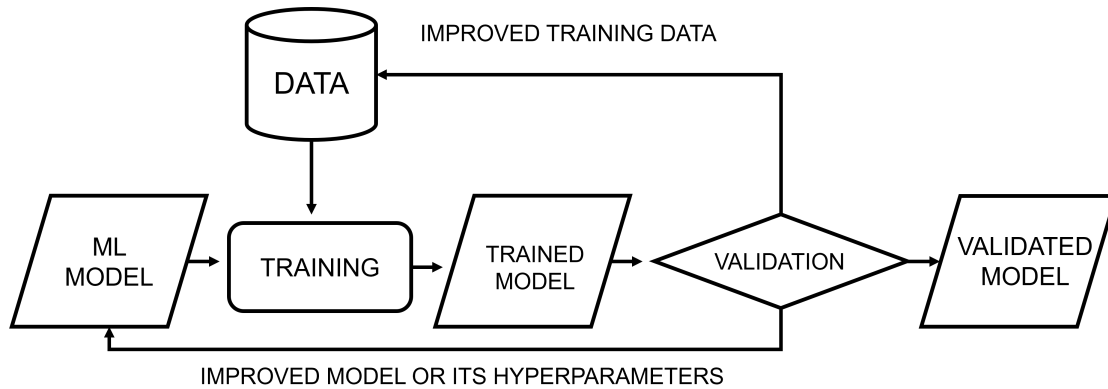 IMPROVED TRAINING DATA
DATA
ML
MODEL
TRAINING
TRAINED
MODEL
VALIDATION
VALIDATED
MODEL
IMPROVED MODEL OR ITS HYPERPARAMETERS